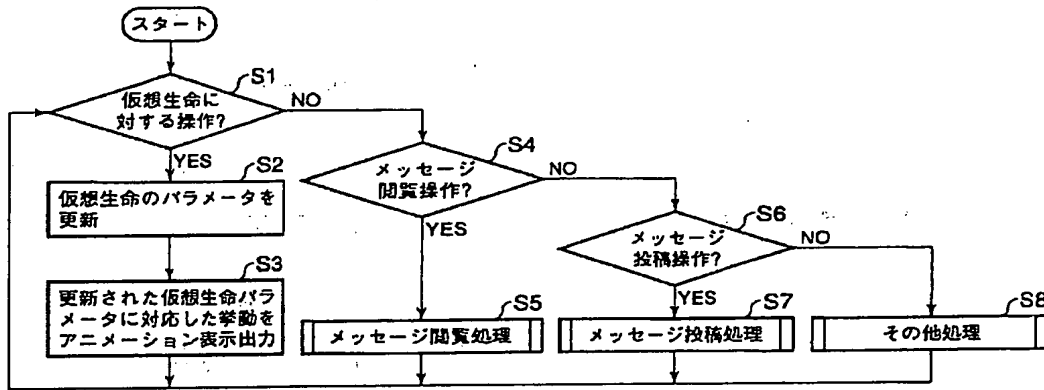 スタート
S1
仮想生命に
対する操作?
NO
YES
S2
仮想生命のパラメータを
更新
S3
更新された仮想生命パラ
メータに対応した挙動を
アニメーション表示出力
S4
メッセージ
閲覧操作?
NO
YES
S5
メッセージ閲覧処理
S6
メッセージ
投稿操作?
NO
YES
S7
メッセージ投稿処理
S8
その他処理